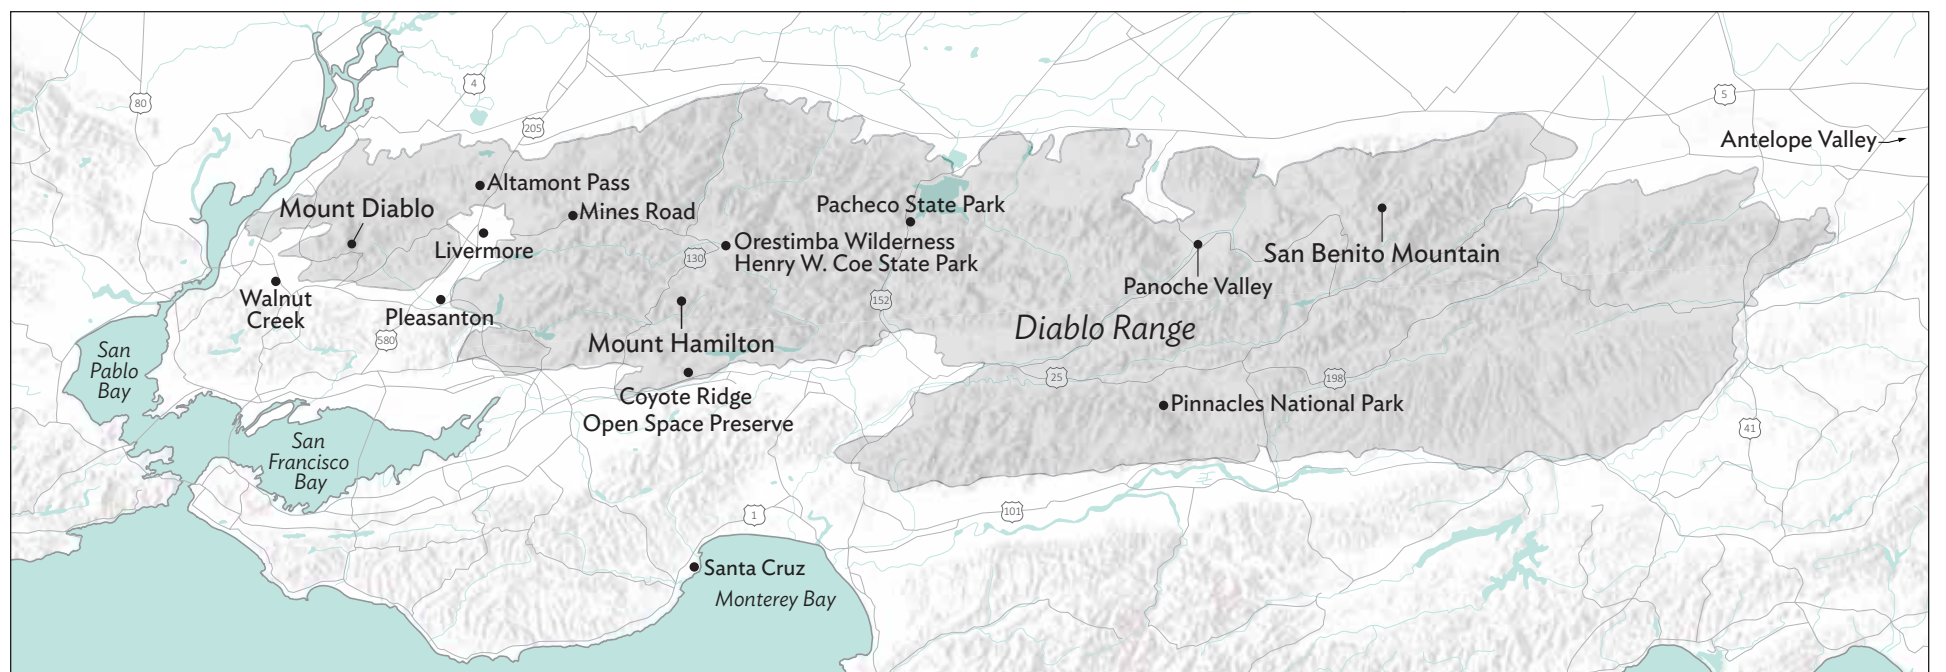 4
80
5
205
Antelope Valley
Altamont Pass
Mount Diablo
Mines Road
Pacheco State Park
Livermore
Orestimba Wilderness
Henry W. Coe State Park
130
San Benito Mountain
Panoche Valley
Walnut
Creek
Pleasanton
152
580
Mount Hamilton
Diablo Range
San
Pablo
Bay
25
198
Coyote Ridge
Open Space Preserve
Pinnacles National Park
41
San
Francisco
Bay
1
101
Santa Cruz
Monterey Bay